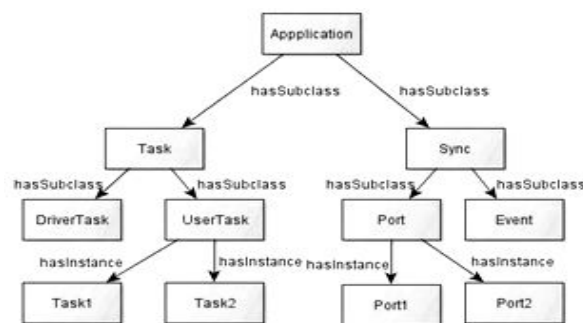 Appplication
hasSubclass
hasSubclass
Task
Sync
hasSubclass
hasSubclass
hasSubclass
hasSubclass
DriverTask
UserTask
Port
Event
hasInstance
hasInstance
hasInstance
hasInstance
Task1
Task2
Port1
Port2